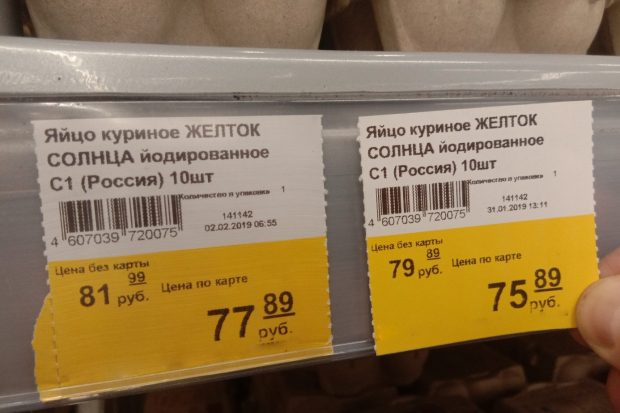 Яйцо куриное ЖЕЛТОК
СОЛНЦА йодированное
С1 (Россия) 10шт
Количество в упаковке 1
141142
4 607039 720075
02.02.2019 06:55
Цена без карты
81 99 руб.
Цена по карте
77 89 руб.
Яйцо куриное ЖЕЛТОК
СОЛНЦА йодированное
С1 (Россия) 10шт
Количество в упаковке 1
141142
4 607039 720075
31.01.2019 13:11
Цена без карты
79 89 руб.
Цена по карте
75 89 руб.